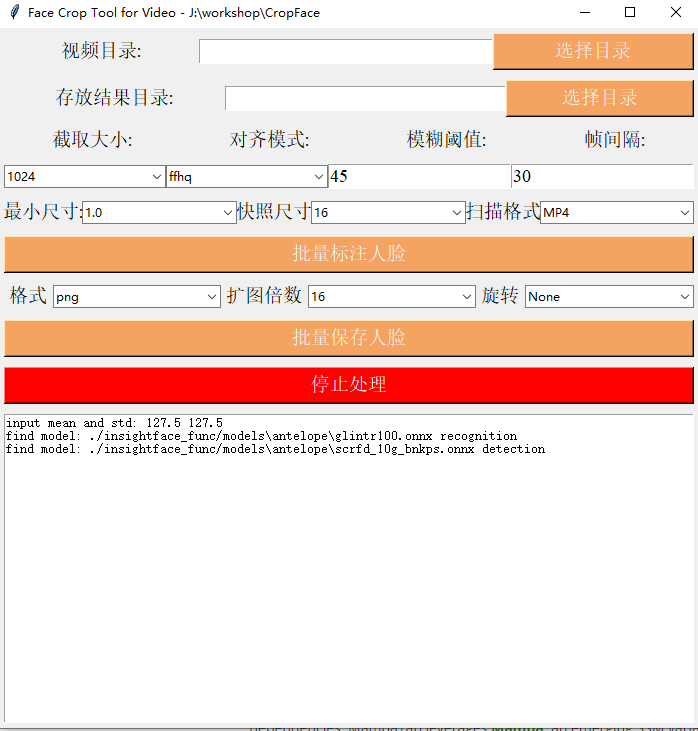 Face Crop Tool for Video - J:\workshop\CropFace
视频目录: 选择目录
存放结果目录: 选择目录
截取大小: 对齐模式: 模糊阈值: 帧间隔:
1024 ffhq 45 30
最小尺寸: 1.0 快照尺寸 16 扫描格式 MP4
批量标注人脸
格式 png 扩图倍数 16 旋转 None
批量保存人脸
停止处理
input mean and std: 127.5 127.5
find model: ./insightface_func/models\antelope\glintr100.onnx recognition
find model: ./insightface_func/models\antelope\scrfd_10g_bnkps.onnx detection